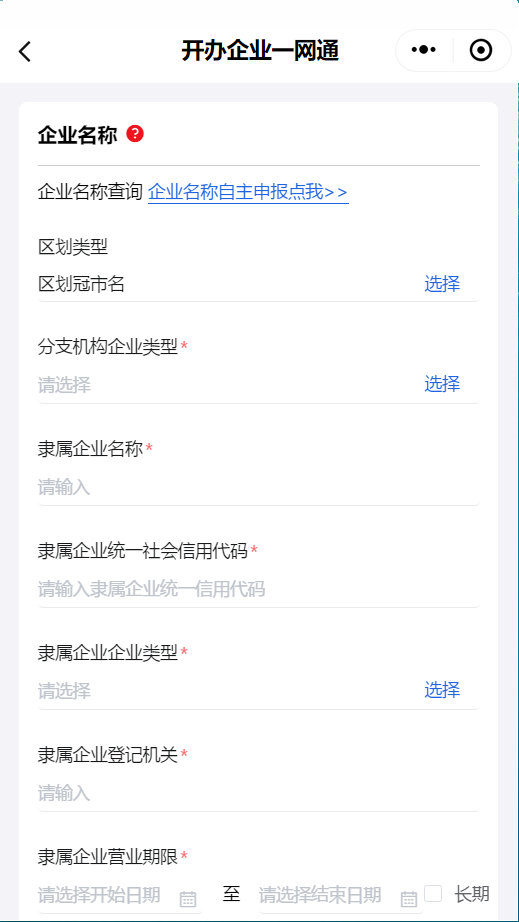 开办企业一网通
企业名称 ?
企业名称查询 企业名称自主申报点我>>
区划类型
区划冠市名 选择
分支机构企业类型*
请选择 选择
隶属企业名称*
请输入
隶属企业统一社会信用代码*
请输入隶属企业统一信用代码
隶属企业企业类型*
请选择 选择
隶属企业登记机关*
请输入
隶属企业营业期限*
请选择开始日期 至 请选择结束日期 长期